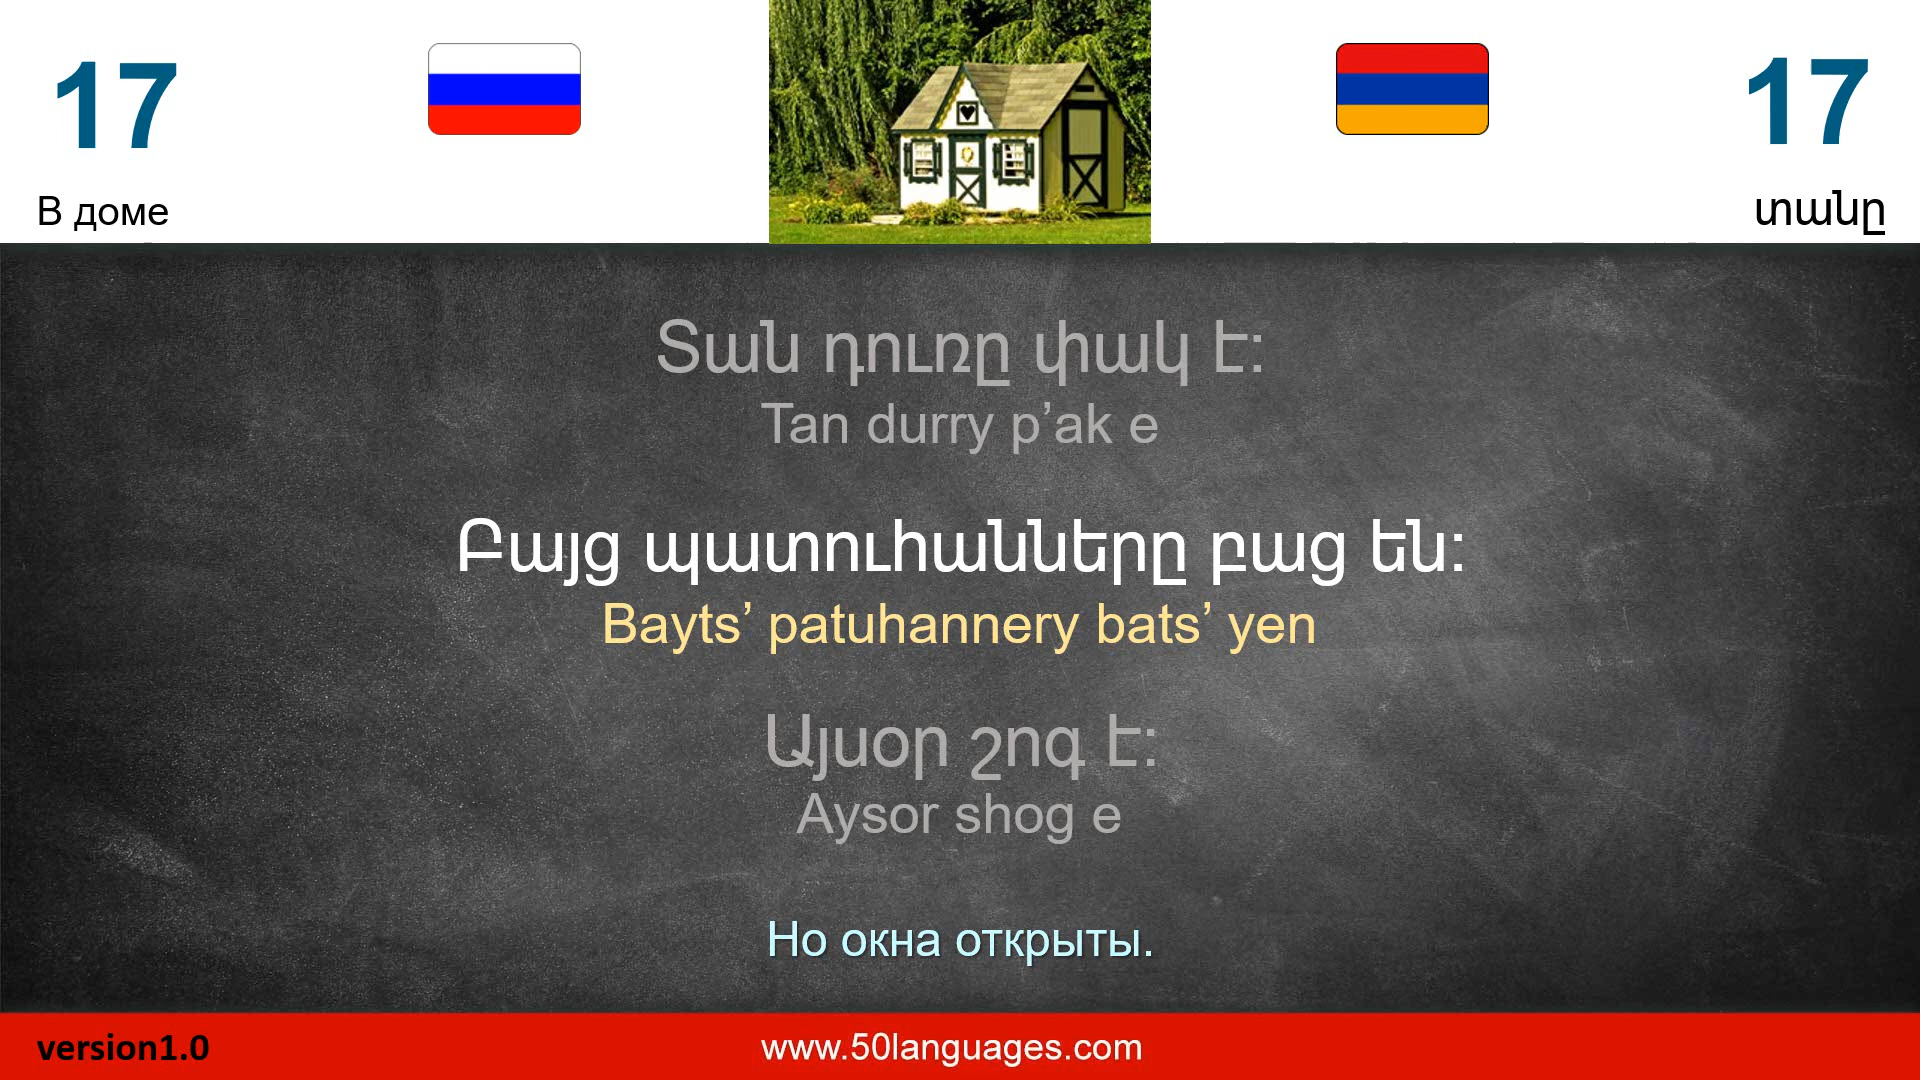 17
17
В доме
տանը
Տան դուռը փակ է:
Tan durry p’ak e
Բայց պատուհանները բաց են:
Bayts’ patuhannery bats’ yen
Այսօր շոգ է:
Aysor shog e
Но окна открыты.
version1.0
www.50languages.com